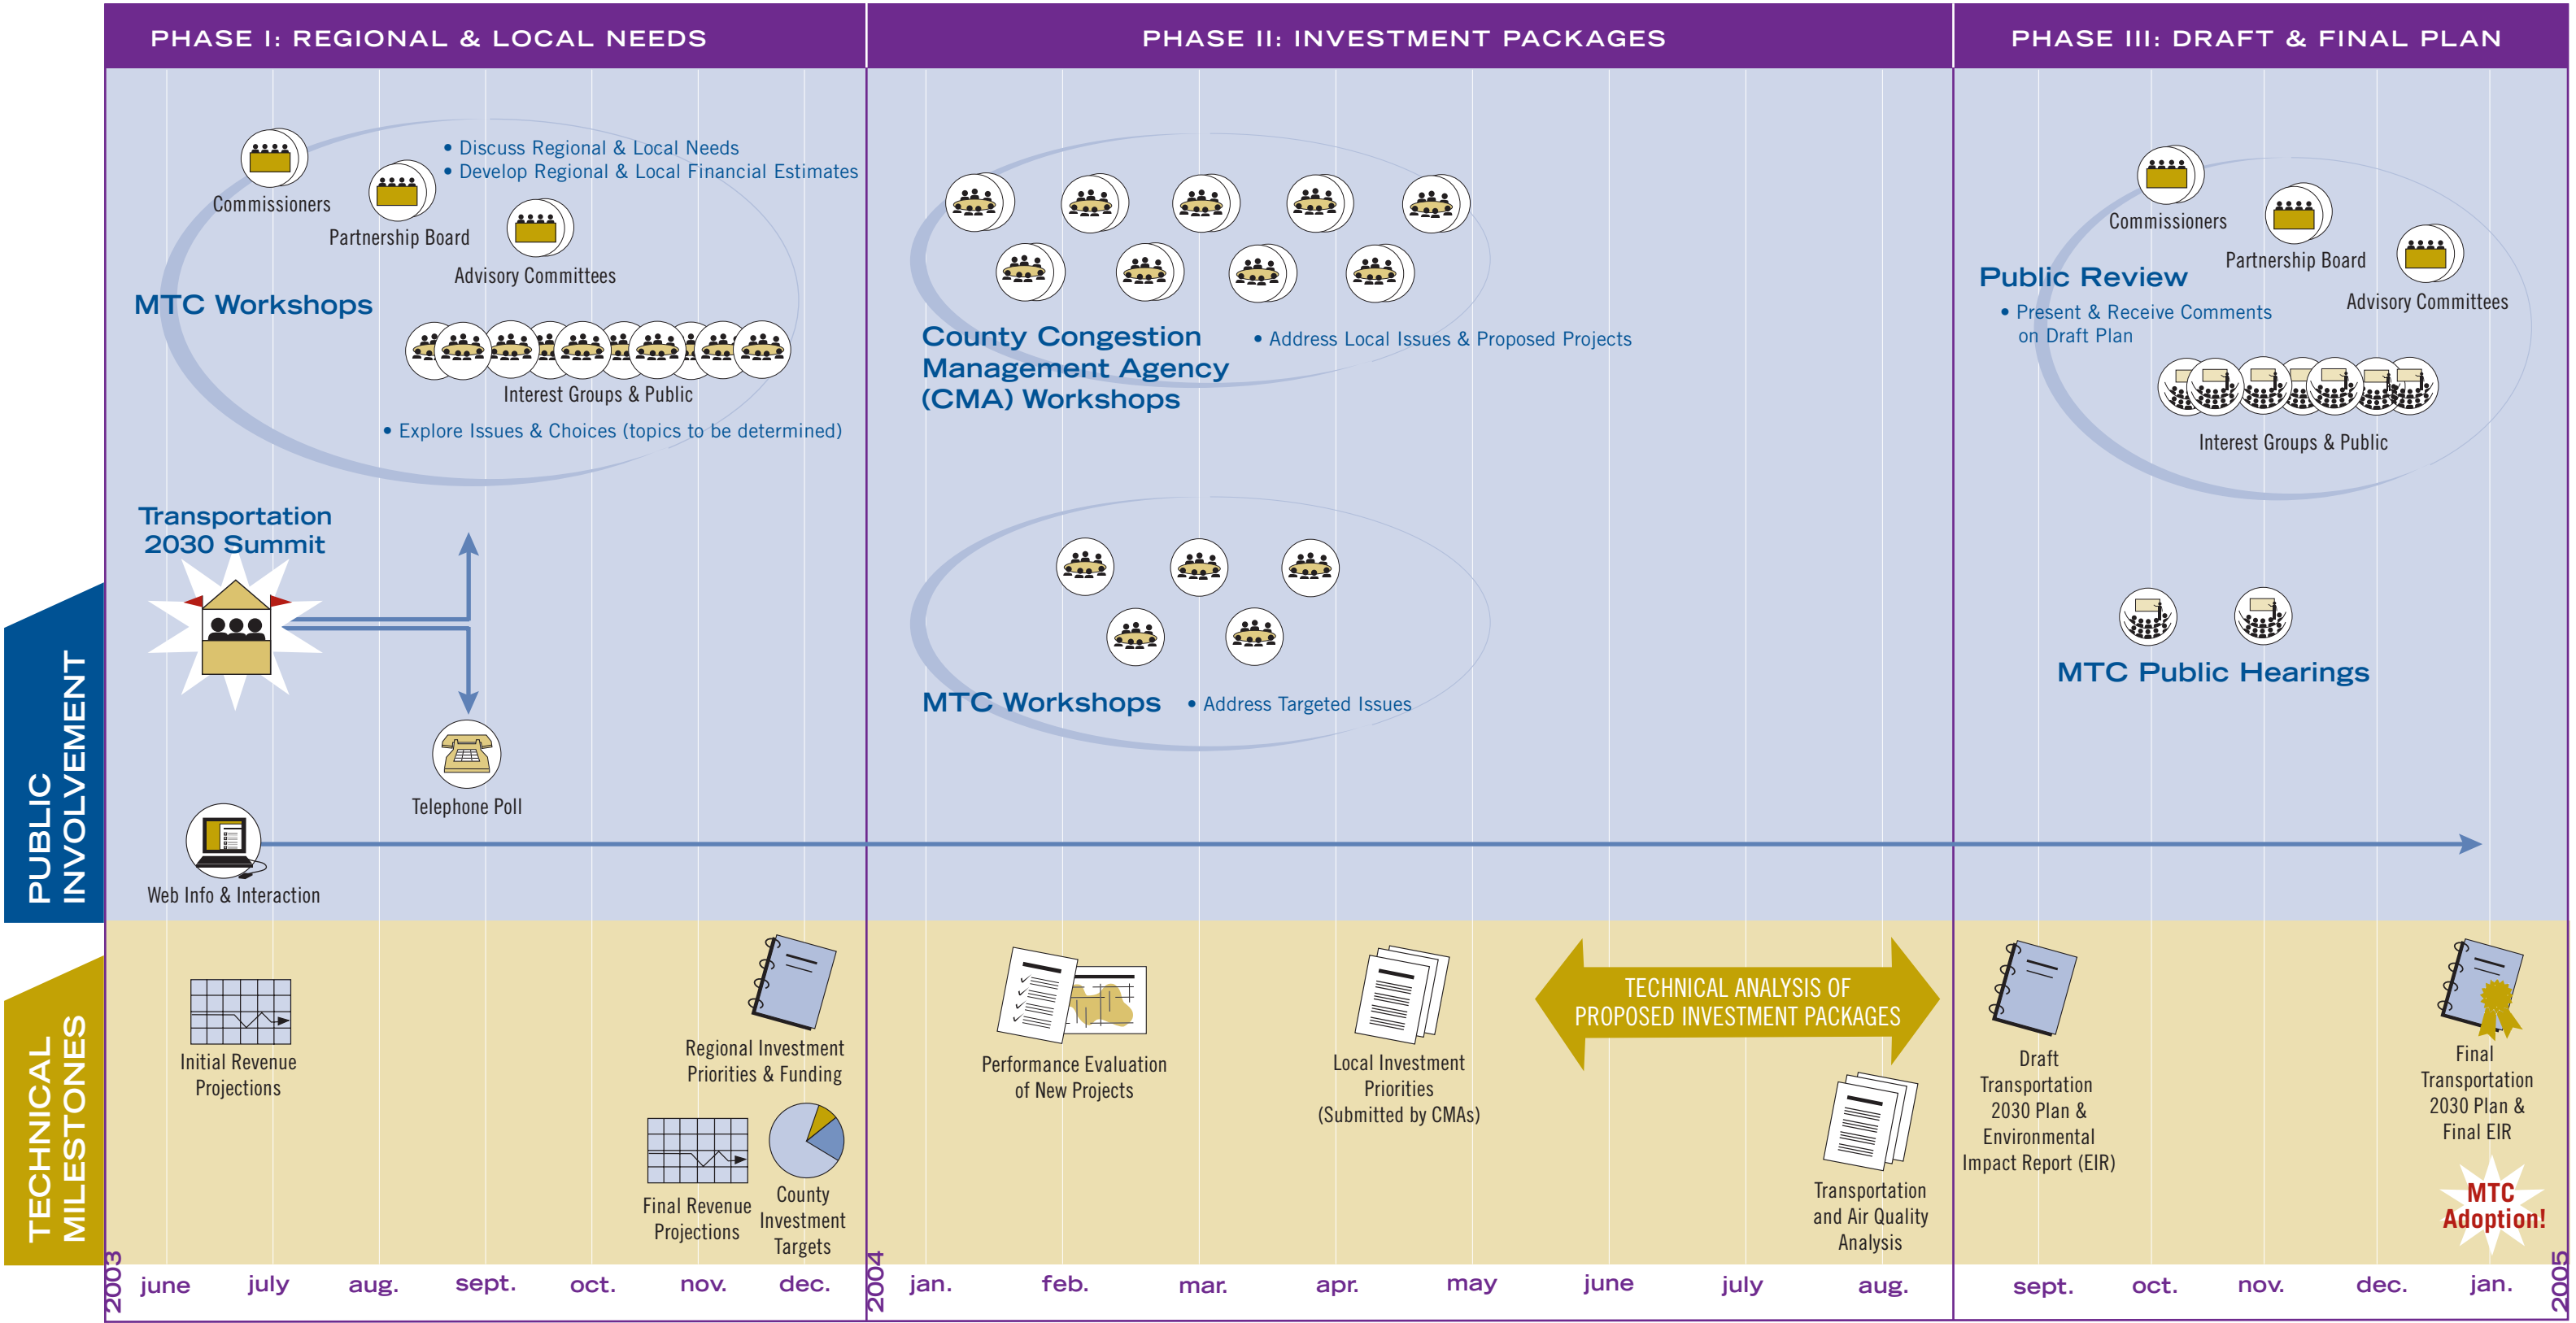 PHASE I: REGIONAL & LOCAL NEEDS
PHASE II: INVESTMENT PACKAGES
PHASE III: DRAFT & FINAL PLAN
PUBLIC
INVOLVEMENT
• Discuss Regional & Local Needs
• Develop Regional & Local Financial Estimates
Commissioners
Partnership Board
Advisory Committees
MTC Workshops
Interest Groups & Public
• Explore Issues & Choices (topics to be determined)
Transportation
2030 Summit
Telephone Poll
Web Info & Interaction
County Congestion
Management Agency
(CMA) Workshops
• Address Local Issues & Proposed Projects
MTC Workshops
• Address Targeted Issues
Commissioners
Partnership Board
Advisory Committees
Public Review
• Present & Receive Comments
on Draft Plan
Interest Groups & Public
MTC Public Hearings
TECHNICAL
MILESTONES
Initial Revenue
Projections
Regional Investment
Priorities & Funding
Final Revenue
Projections
County
Investment
Targets
Performance Evaluation
of New Projects
Local Investment
Priorities
(Submitted by CMAs)
TECHNICAL ANALYSIS OF
PROPOSED INVESTMENT PACKAGES
Transportation
and Air Quality
Analysis
Draft
Transportation
2030 Plan &
Environmental
Impact Report (EIR)
Final
Transportation
2030 Plan &
Final EIR
MTC
Adoption!
2003
june
july
aug.
sept.
oct.
nov.
dec.
2004
jan.
feb.
mar.
apr.
may
june
july
aug.
sept.
oct.
nov.
dec.
jan.
2005